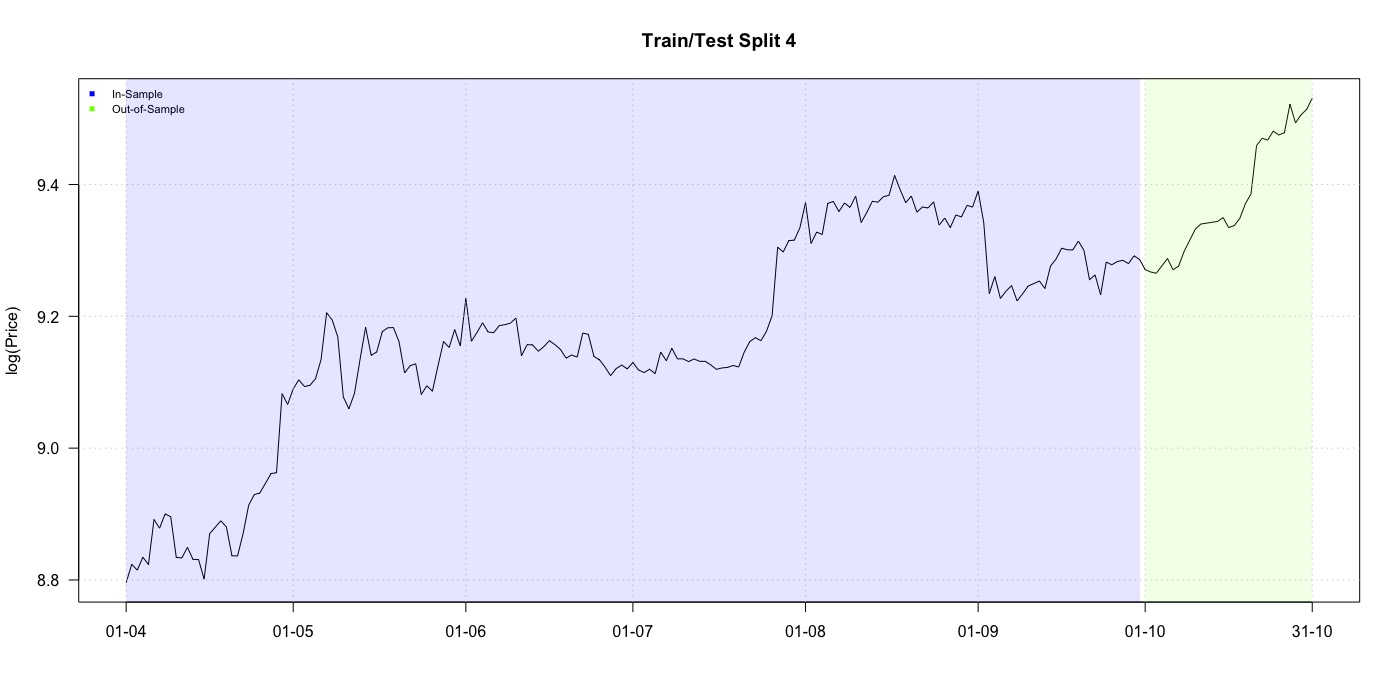 Train/Test Split 4
In-Sample
Out-of-Sample
log(Price)
9.4
9.2
9.0
8.8
01-04 01-05 01-06 01-07 01-08 01-09 01-10 31-10